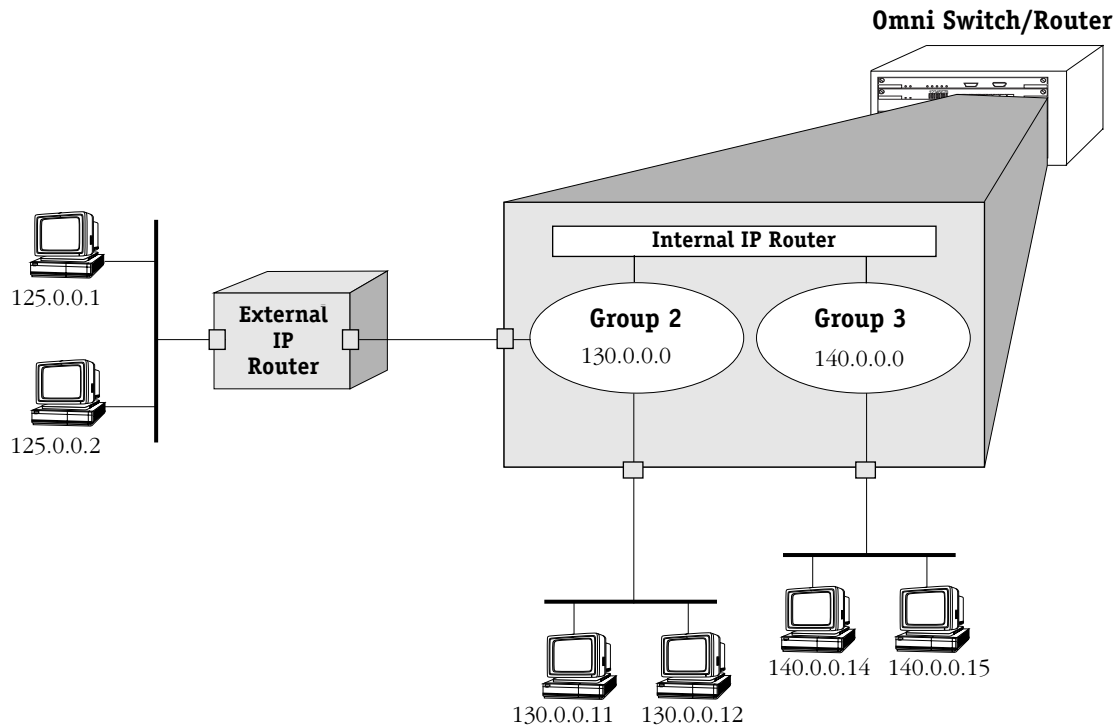 Omni Switch/Router
Internal IP Router
125.0.0.1
External
IP
Router
Group 2
130.0.0.0
Group 3
140.0.0.0
125.0.0.2
140.0.0.14
140.0.0.15
130.0.0.11
130.0.0.12